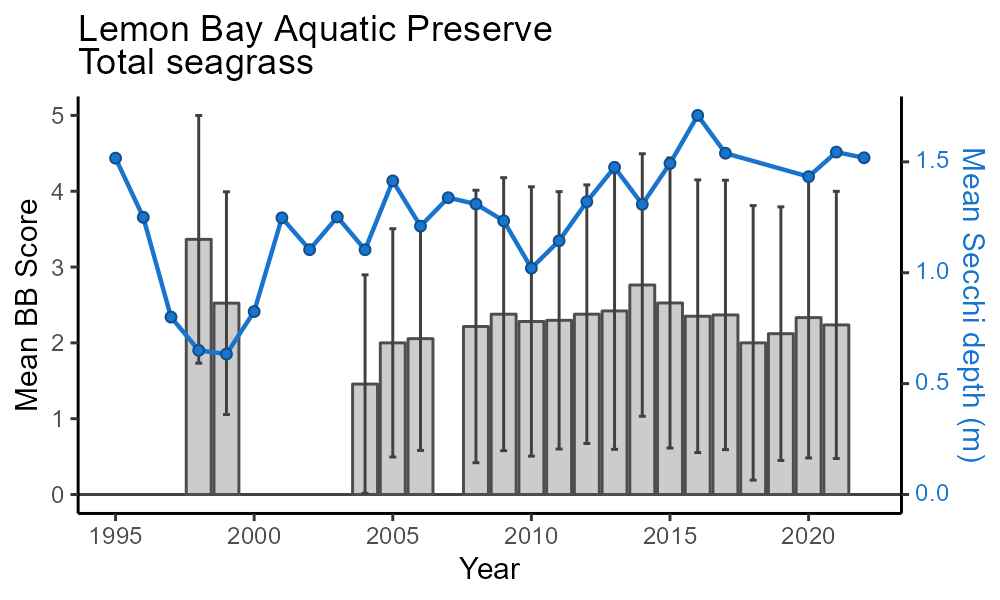 Lemon Bay Aquatic Preserve
Total seagrass
5
4
3
2
1
0
Mean BB Score
1.5
1.0
0.5
0.0
Mean Secchi depth (m)
1995 2000 2005 2010 2015 2020
Year